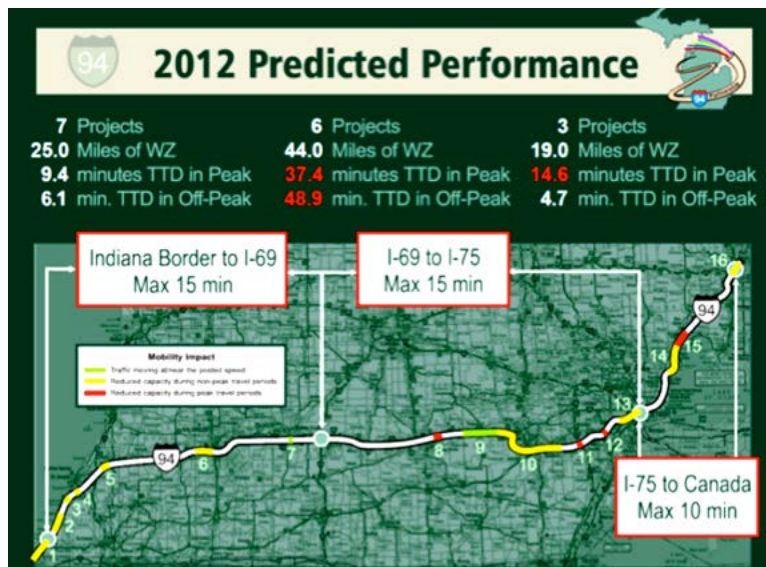 94
2012 Predicted Performance
94
7 Projects
25.0 Miles of WZ
9.4 minutes TTD in Peak
6.1 min. TTD in Off-Peak
6 Projects
44.0 Miles of WZ
37.4 minutes TTD in Peak
48.9 min. TTD in Off-Peak
3 Projects
19.0 Miles of WZ
14.6 minutes TTD in Peak
4.7 min. TTD in Off-Peak
Indiana Border to I-69
Max 15 min
I-69 to I-75
Max 15 min
16
94
15
14
Mobility Impact
Traffic moving at/near the posted speed
Reduced capacity during non-peak travel periods
Reduced capacity during peak travel periods
13
12
11
10
9
8
7
6
94
5
4
3
2
1
I-75 to Canada
Max 10 min